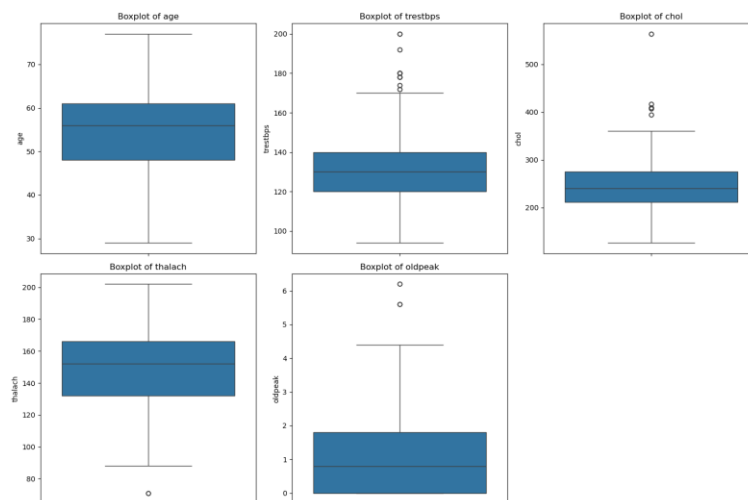 Boxplot of age
70
60
50
40
30
age
Boxplot of trestbps
200
180
160
140
120
100
trestbps
Boxplot of chol
500
400
300
200
chol
Boxplot of thalach
200
180
160
140
120
100
80
thalach
Boxplot of oldpeak
6
5
4
3
2
1
0
oldpeak